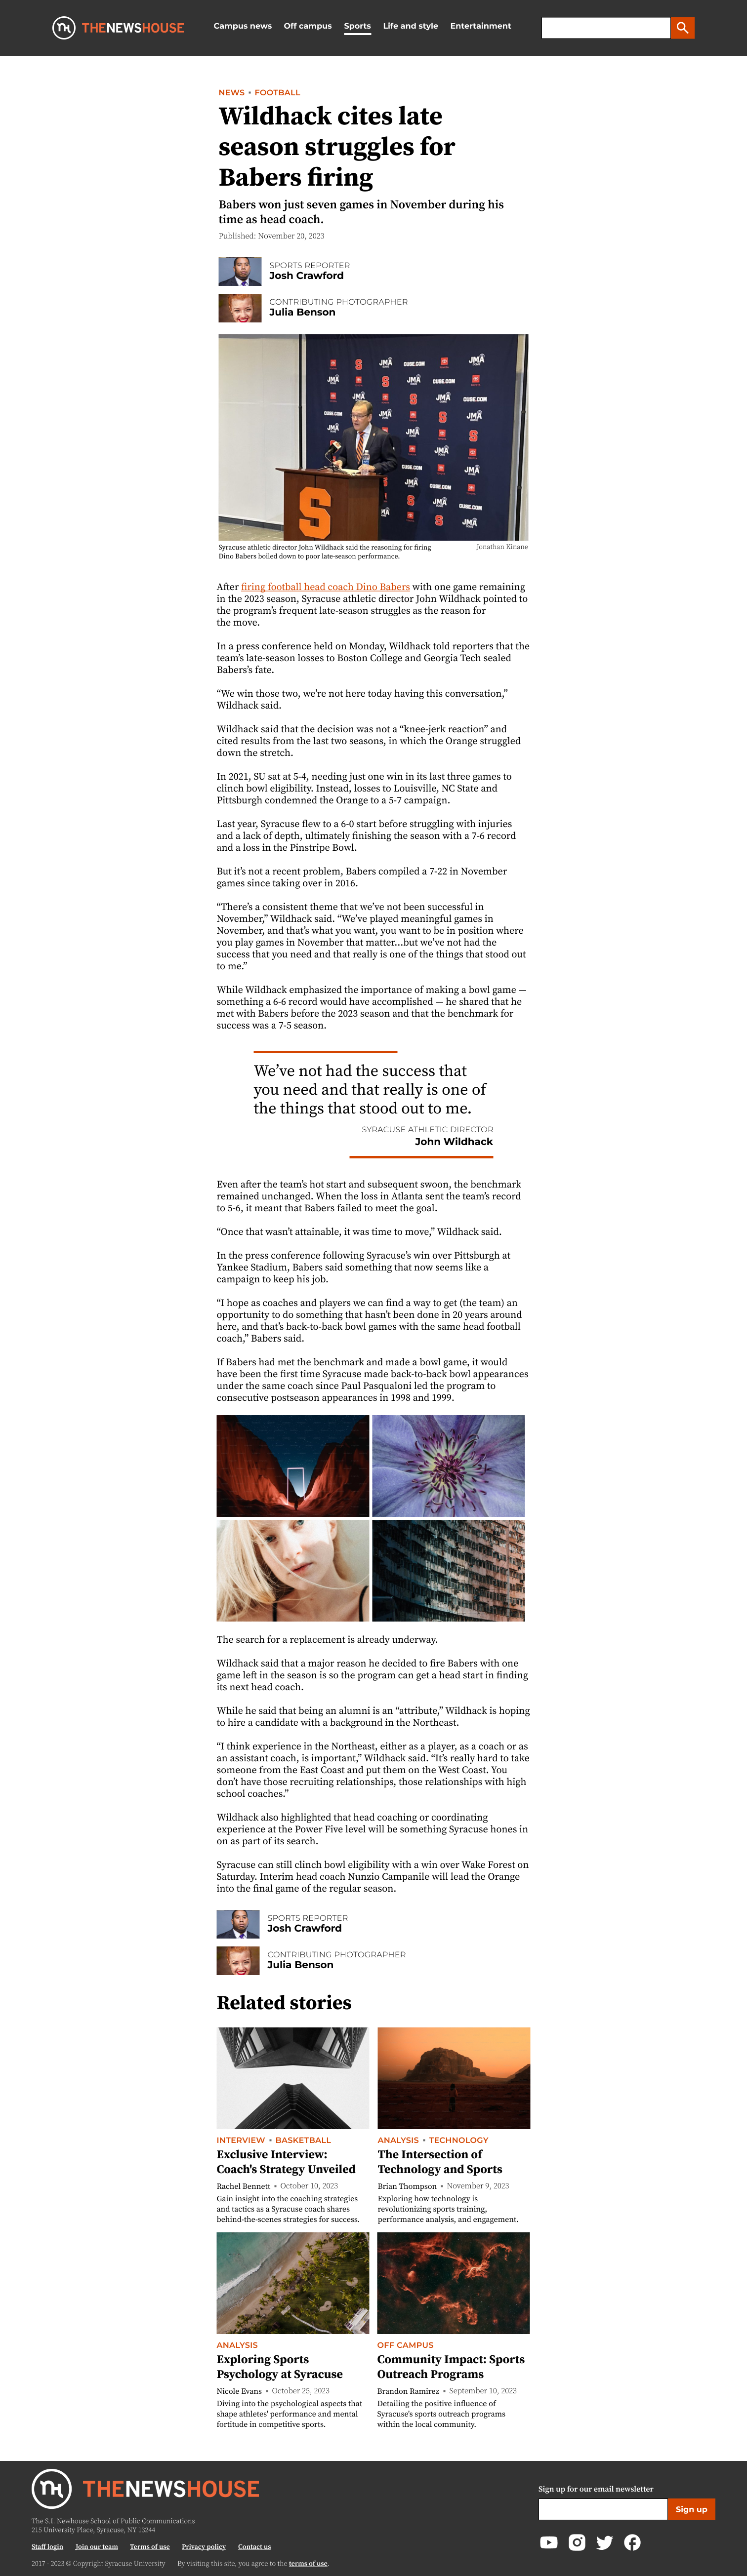 THENEWSHOUSE
Campus news
Off campus
Sports
Life and style
Entertainment
NEWS • FOOTBALL
Wildhack cites late
season struggles for
Babers firing
Babers won just seven games in November during his
time as head coach.
Published: November 20, 2023
SPORTS REPORTER
Josh Crawford
CONTRIBUTING PHOTOGRAPHER
Julia Benson
Syracuse athletic director John Wildhack said the reasoning for firing
Dino Babers boiled down to poor late-season performance.
Jonathan Kinane
After firing football head coach Dino Babers with one game remaining
in the 2023 season, Syracuse athletic director John Wildhack pointed to
the program’s frequent late-season struggles as the reason for
the move.
In a press conference held on Monday, Wildhack told reporters that the
team’s late-season losses to Boston College and Georgia Tech sealed
Babers’s fate.
“We win those two, we’re not here today having this conversation,”
Wildhack said.
Wildhack said that the decision was not a “knee-jerk reaction” and
cited results from the last two seasons, in which the Orange struggled
down the stretch.
In 2021, SU sat at 5-4, needing just one win in its last three games to
clinch bowl eligibility. Instead, losses to Louisville, NC State and
Pittsburgh condemned the Orange to a 5-7 campaign.
Last year, Syracuse flew to a 6-0 start before struggling with injuries
and a lack of depth, ultimately finishing the season with a 7-6 record
and a loss in the Pinstripe Bowl.
But it’s not a recent problem, Babers compiled a 7-22 in November
games since taking over in 2016.
“There’s a consistent theme that we’ve not been successful in
November,” Wildhack said. “We’ve played meaningful games in
November, and that’s what you want, you want to be in position where
you play games in November that matter…but we’ve not had the
success that you need and that really is one of the things that stood out
to me.”
While Wildhack emphasized the importance of making a bowl game —
something a 6-6 record would have accomplished — he shared that he
met with Babers before the 2023 season and that the benchmark for
success was a 7-5 season.
We’ve not had the success that
you need and that really is one of
the things that stood out to me.
SYRACUSE ATHLETIC DIRECTOR
John Wildhack
Even after the team’s hot start and subsequent swoon, the benchmark
remained unchanged. When the loss in Atlanta sent the team’s record
to 5-6, it meant that Babers failed to meet the goal.
“Once that wasn’t attainable, it was time to move,” Wildhack said.
In the press conference following Syracuse’s win over Pittsburgh at
Yankee Stadium, Babers said something that now seems like a
campaign to keep his job.
“I hope as coaches and players we can find a way to get (the team) an
opportunity to do something that hasn’t been done in 20 years around
here, and that’s back-to-back bowl games with the same head football
coach,” Babers said.
If Babers had met the benchmark and made a bowl game, it would
have been the first time Syracuse made back-to-back bowl appearances
under the same coach since Paul Pasqualoni led the program to
consecutive postseason appearances in 1998 and 1999.
The search for a replacement is already underway.
Wildhack said that a major reason he decided to fire Babers with one
game left in the season is so the program can get a head start in finding
its next head coach.
While he said that being an alumni is an “attribute,” Wildhack is hoping
to hire a candidate with a background in the Northeast.
“I think experience in the Northeast, either as a player, as a coach or as
an assistant coach, is important,” Wildhack said. “It’s really hard to take
someone from the East Coast and put them on the West Coast. You
don’t have those recruiting relationships, those relationships with high
school coaches.”
Wildhack also highlighted that head coaching or coordinating
experience at the Power Five level will be something Syracuse hones in
on as part of its search.
Syracuse can still clinch bowl eligibility with a win over Wake Forest on
Saturday. Interim head coach Nunzio Campanile will lead the Orange
into the final game of the regular season.
SPORTS REPORTER
Josh Crawford
CONTRIBUTING PHOTOGRAPHER
Julia Benson
Related stories
INTERVIEW • BASKETBALL
Exclusive Interview:
Coach's Strategy Unveiled
Rachel Bennett • October 10, 2023
Gain insight into the coaching strategies
and tactics as a Syracuse coach shares
behind-the-scenes strategies for success.
ANALYSIS • TECHNOLOGY
The Intersection of
Technology and Sports
Brian Thompson • November 9, 2023
Exploring how technology is
revolutionizing sports training,
performance analysis, and engagement.
ANALYSIS
Exploring Sports
Psychology at Syracuse
Nicole Evans • October 25, 2023
Diving into the psychological aspects that
shape athletes' performance and mental
fortitude in competitive sports.
OFF CAMPUS
Community Impact: Sports
Outreach Programs
Brandon Ramirez • September 10, 2023
Detailing the positive influence of
Syracuse's sports outreach programs
within the local community.
THENEWSHOUSE
The S.I. Newhouse School of Public Communications
215 University Place, Syracuse, NY 13244
Staff login
Join our team
Terms of use
Privacy policy
Contact us
2017 - 2023 © Copyright Syracuse University
By visiting this site, you agree to the terms of use.
Sign up for our email newsletter
Sign up